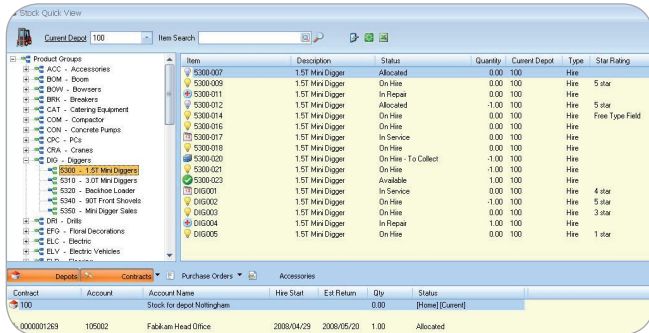 Stock Quick View
Current Depot 100 Item Search
Product Groups
ACC - Accessories
BOM - Boom
BOW - Bowsers
BRK - Breakers
CAT - Catering Equipment
COM - Compactor
CON - Concrete Pumps
CPC - PCs
CRA - Cranes
DIG - Diggers
5300 - 1.5T Mini Diggers
5310 - 3.0T Mini Diggers
5320 - Backhoe Loader
5340 - 90T Front Shovels
5350 - Mini Digger Sales
DRI - Drills
EFG - Floral Decorations
ELC - Electric
ELV - Electric Vehicles
Item Description Status Quantity Current Depot Type Star Rating
5300-007 1.5T Mini Digger Allocated 0.00 100 Hire
5300-009 1.5T Mini Digger On Hire 0.00 100 Hire 5 star
5300-011 1.5T Mini Digger In Repair 0.00 100 Hire
5300-012 1.5T Mini Digger Allocated -1.00 100 Hire 5 star
5300-014 1.5T Mini Digger On Hire 0.00 100 Hire Free Type Field
5300-016 1.5T Mini Digger On Hire 0.00 100 Hire
5300-017 1.5T Mini Digger In Service 0.00 100 Hire
5300-018 1.5T Mini Digger On Hire 0.00 100 Hire
5300-020 1.5T Mini Digger On Hire - To Collect -1.00 100 Hire
5300-021 1.5T Mini Digger On Hire -1.00 100 Hire
5300-023 1.5T Mini Digger Available 1.00 100 Hire
DIG001 1.5T Mini Digger In Service 0.00 100 Hire 4 star
DIG002 1.5T Mini Digger On Hire -1.00 100 Hire 5 star
DIG003 1.5T Mini Digger On Hire 0.00 100 Hire 3 star
DIG004 1.5T Mini Digger In Repair 1.00 100 Hire
DIG005 1.5T Mini Digger On Hire 0.00 100 Hire 1 star
Depots Contracts Purchase Orders Accessories
Contract Account Account Name Hire Start Est Return Qty Status
100 Stock for depot Nottingham 0.00 [Home] [Current]
0000001269 105002 Fabikam Head Office 2008/04/29 2008/05/20 1.00 Allocated